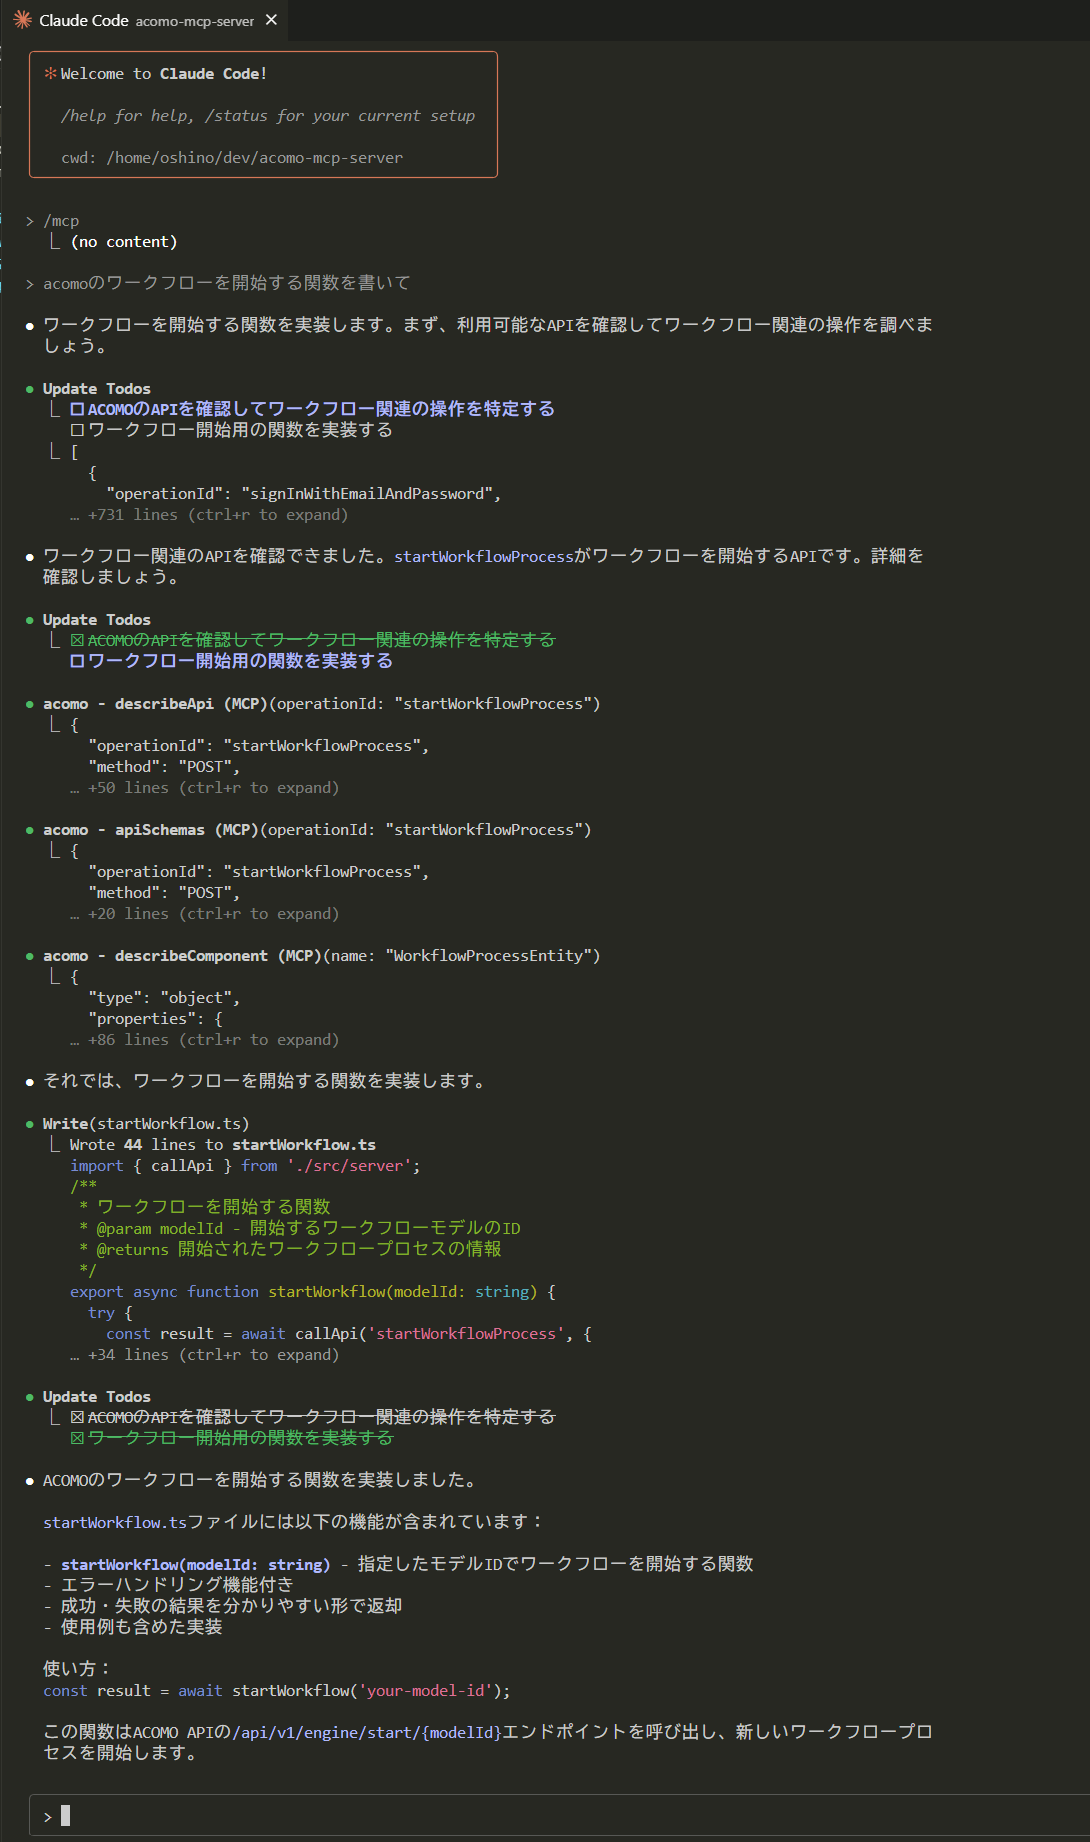 Claude Code acomo-mcp-server ×
✻ Welcome to Claude Code!
/help for help, /status for your current setup
cwd: /home/oshino/dev/acomo-mcp-server
> /mcp
⎿ (no content)
> acomoのワークフローを開始する関数を書いて
● ワークフローを開始する関数を実装します。まず、利用可能なAPIを確認してワークフロー関連の操作を調べま
しょう。
● Update Todos
⎿ ☐ ACOMOのAPIを確認してワークフロー関連の操作を特定する
☐ ワークフロー開始用の関数を実装する
⎿ [
{
"operationId": "signInWithEmailAndPassword",
… +731 lines (ctrl+r to expand)
● ワークフロー関連のAPIを確認できました。startWorkflowProcessがワークフローを開始するAPIです。詳細を
確認しましょう。
● Update Todos
⎿ ☒ ACOMOのAPIを確認してワークフロー関連の操作を特定する
☐ ワークフロー開始用の関数を実装する
● acomo - describeApi (MCP)(operationId: "startWorkflowProcess")
⎿ {
"operationId": "startWorkflowProcess",
"method": "POST",
… +50 lines (ctrl+r to expand)
● acomo - apiSchemas (MCP)(operationId: "startWorkflowProcess")
⎿ {
"operationId": "startWorkflowProcess",
"method": "POST",
… +20 lines (ctrl+r to expand)
● acomo - describeComponent (MCP)(name: "WorkflowProcessEntity")
⎿ {
"type": "object",
"properties": {
… +86 lines (ctrl+r to expand)
● それでは、ワークフローを開始する関数を実装します。
● Write(startWorkflow.ts)
⎿ Wrote 44 lines to startWorkflow.ts
import { callApi } from './src/server';
/**
* ワークフローを開始する関数
* @param modelId - 開始するワークフローモデルのID
* @returns 開始されたワークフロープロセスの情報
*/
export async function startWorkflow(modelId: string) {
try {
const result = await callApi('startWorkflowProcess', {
… +34 lines (ctrl+r to expand)
● Update Todos
⎿ ☒ ACOMOのAPIを確認してワークフロー関連の操作を特定する
☒ ワークフロー開始用の関数を実装する
● ACOMOのワークフローを開始する関数を実装しました。
startWorkflow.tsファイルには以下の機能が含まれています：
- startWorkflow(modelId: string) - 指定したモデルIDでワークフローを開始する関数
- エラーハンドリング機能付き
- 成功・失敗の結果を分かりやすい形で返却
- 使用例も含めた実装
使い方：
const result = await startWorkflow('your-model-id');
この関数はACOMO APIの/api/v1/engine/start/{modelId}エンドポイントを呼び出し、新しいワークフロープロ
セスを開始します。
>